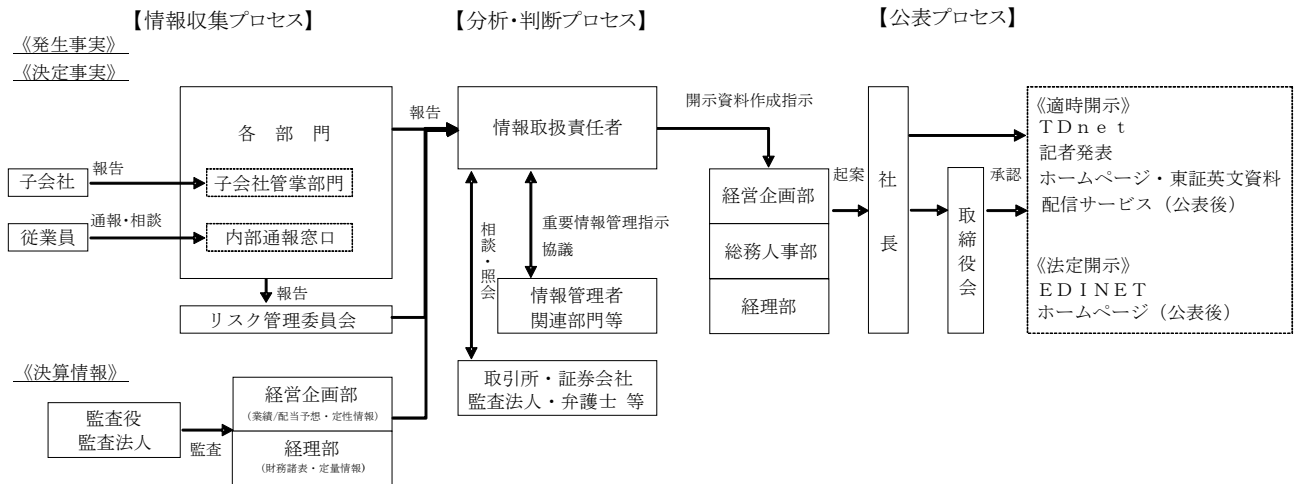 【情報収集プロセス】
【分析・判断プロセス】
【公表プロセス】
《発生事実》
《決定事実》
各 部 門
子会社
報告
子会社管掌部門
従業員
通報・相談
内部通報窓口
報告
リスク管理委員会
報告
《決算情報》
監査役
監査法人
監査
経営企画部
(業績/配当予想・定性情報)
経理部
(財務諸表・定量情報)
情報取扱責任者
相談・照会
重要情報管理指示
協議
情報管理者
関連部門等
取引所・証券会社
監査法人・弁護士 等
開示資料作成指示
経営企画部
総務人事部
経理部
起案
社長
取締役会
承認
《適時開示》
ＴＤnet
記者発表
ホームページ・東証英文資料
配信サービス（公表後）
《法定開示》
ＥＤＩＮＥＴ
ホームページ（公表後）